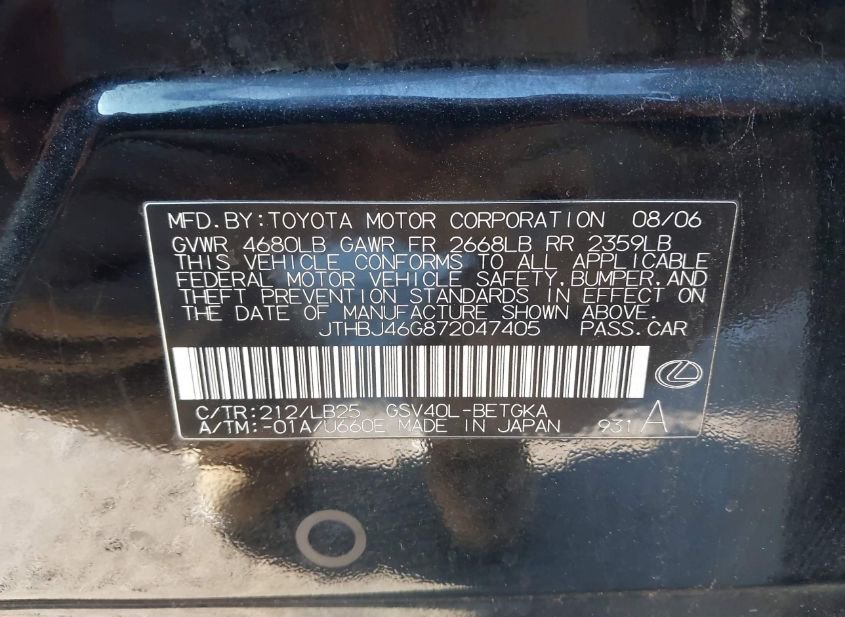 MFD.BY:TOYOTA MOTOR CORPORATION 08/06
GVWR 4680LB GAWR FR 2668LB RR 2359LB
THIS VEHICLE CONFORMS TO ALL APPLICABLE
FEDERAL MOTOR VEHICLE SAFETY,BUMPER,AND
THEFT PREVENTION STANDARDS IN EFFECT ON
THE DATE OF MANUFACTURE SHOWN ABOVE.
JTHBJ46G872047405 PASS.CAR
C/TR:212/LB25 GSV40L-BETGKA
A/TM:-01A/U660E MADE IN JAPAN 931A